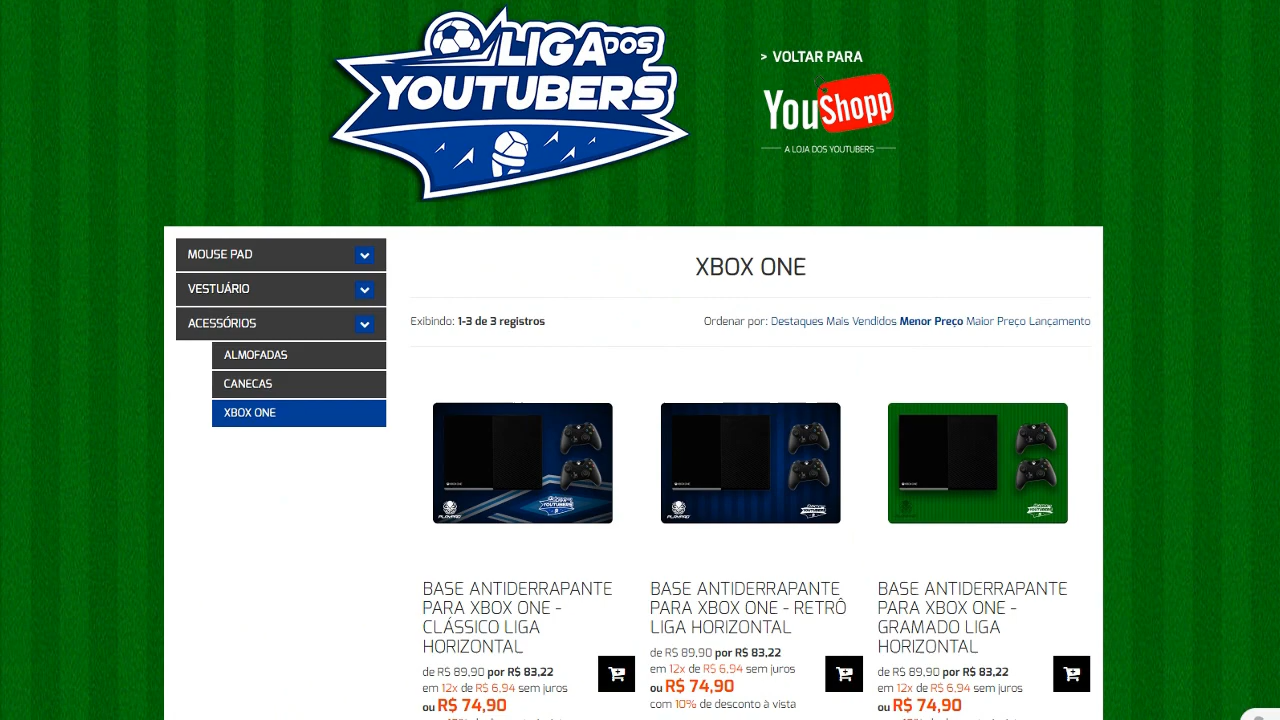 LIGA DOS
YOUTUBERS
> VOLTAR PARA
YouShopp
A LOJA DOS YOUTUBERS
MOUSE PAD
VESTUÁRIO
ACESSÓRIOS
ALMOFADAS
CANECAS
XBOX ONE
XBOX ONE
Exibindo: 1-3 de 3 registros
Ordenar por: Destaques Mais Vendidos Menor Preço Maior Preço Lançamento
BASE ANTIDERRAPANTE
PARA XBOX ONE -
CLÁSSICO LIGA
HORIZONTAL
de R$ 89,90 por R$ 83,22
em 12x de R$ 6,94 sem juros
ou R$ 74,90
BASE ANTIDERRAPANTE
PARA XBOX ONE - RETRÔ
LIGA HORIZONTAL
de R$ 89,90 por R$ 83,22
em 12x de R$ 6,94 sem juros
ou R$ 74,90
com 10% de desconto à vista
BASE ANTIDERRAPANTE
PARA XBOX ONE -
GRAMADO LIGA
HORIZONTAL
de R$ 89,90 por R$ 83,22
em 12x de R$ 6,94 sem juros
ou R$ 74,90